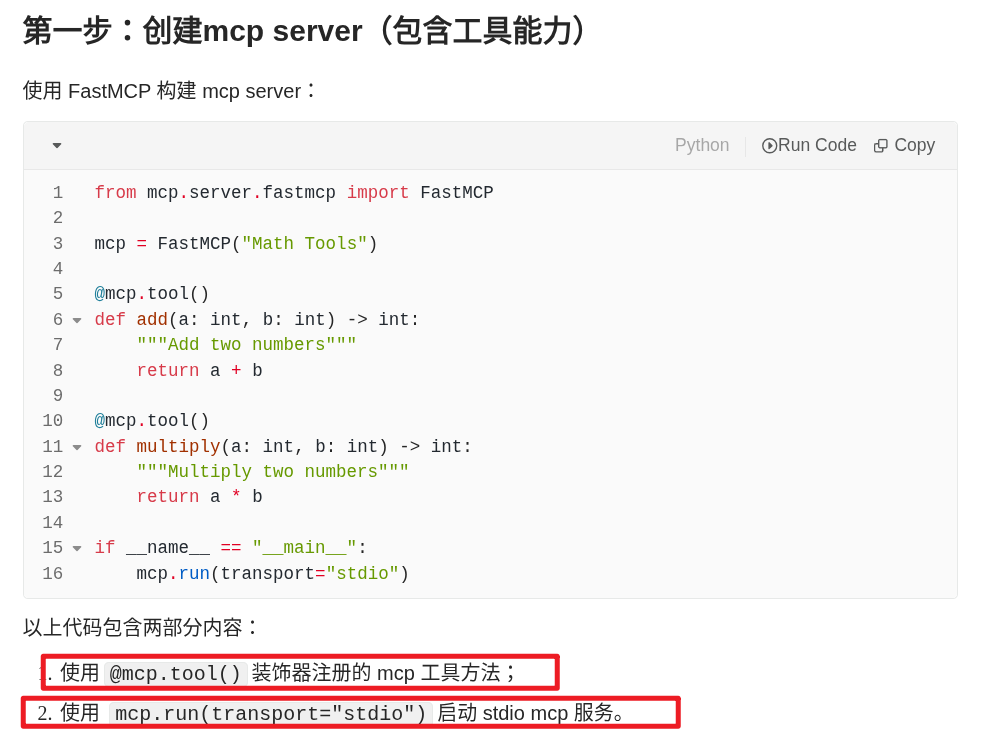 第一步：创建mcp server（包含工具能力）
使用 FastMCP 构建 mcp server：
Python Run Code Copy
1 from mcp.server.fastmcp import FastMCP
2
3 mcp = FastMCP("Math Tools")
4
5 @mcp.tool()
6 def add(a: int, b: int) -> int:
7     """Add two numbers"""
8     return a + b
9
10 @mcp.tool()
11 def multiply(a: int, b: int) -> int:
12     """Multiply two numbers"""
13     return a * b
14
15 if __name__ == "__main__":
16     mcp.run(transport="stdio")
以上代码包含两部分内容：
1. 使用 @mcp.tool() 装饰器注册的 mcp 工具方法；
2. 使用 mcp.run(transport="stdio") 启动 stdio mcp 服务。